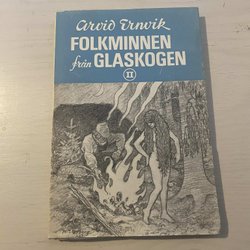 Arvid Ernvik
FOLKMINNEN
från GLASKOGEN
II